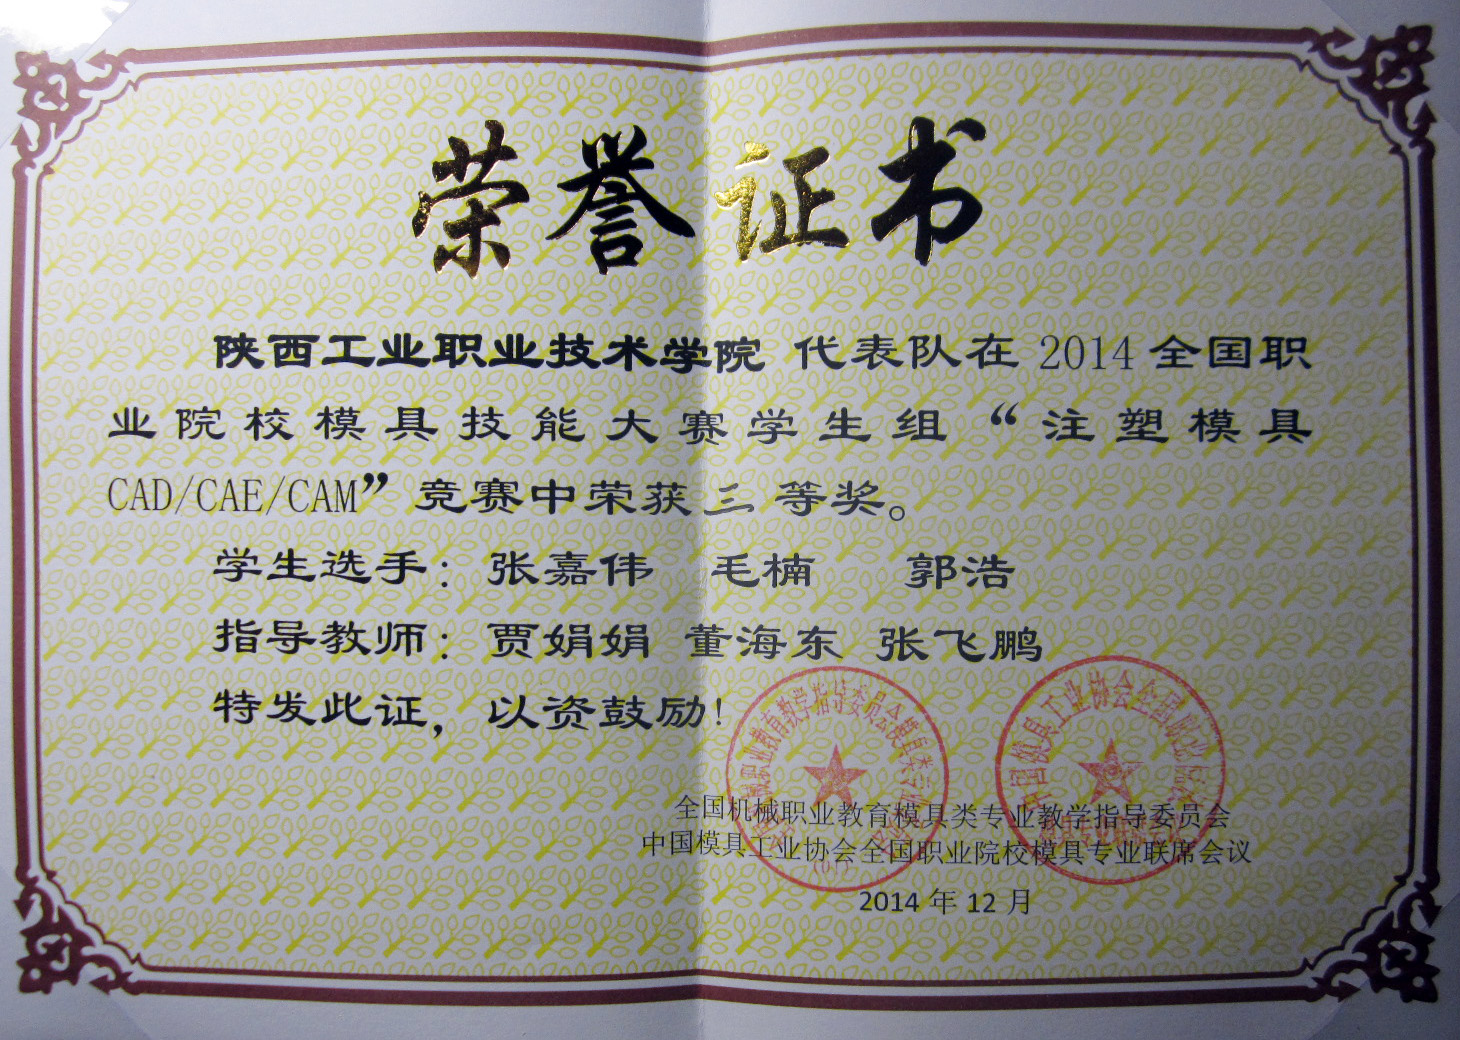 荣誉证书
陕西工业职业技术学院 代表队在 2014 全国职
业院校模具技能大赛学生组“注塑模具
CAD/CAE/CAM”竞赛中荣获 三 等奖。
学生选手：张嘉伟 毛楠 郭浩
指导教师：贾娟娟 董海东 张飞鹏
特发此证，以资鼓励！
全国机械职业教育模具类专业教学指导委员会
中国模具工业协会全国职业院校模具专业联席会议
2014 年 12 月